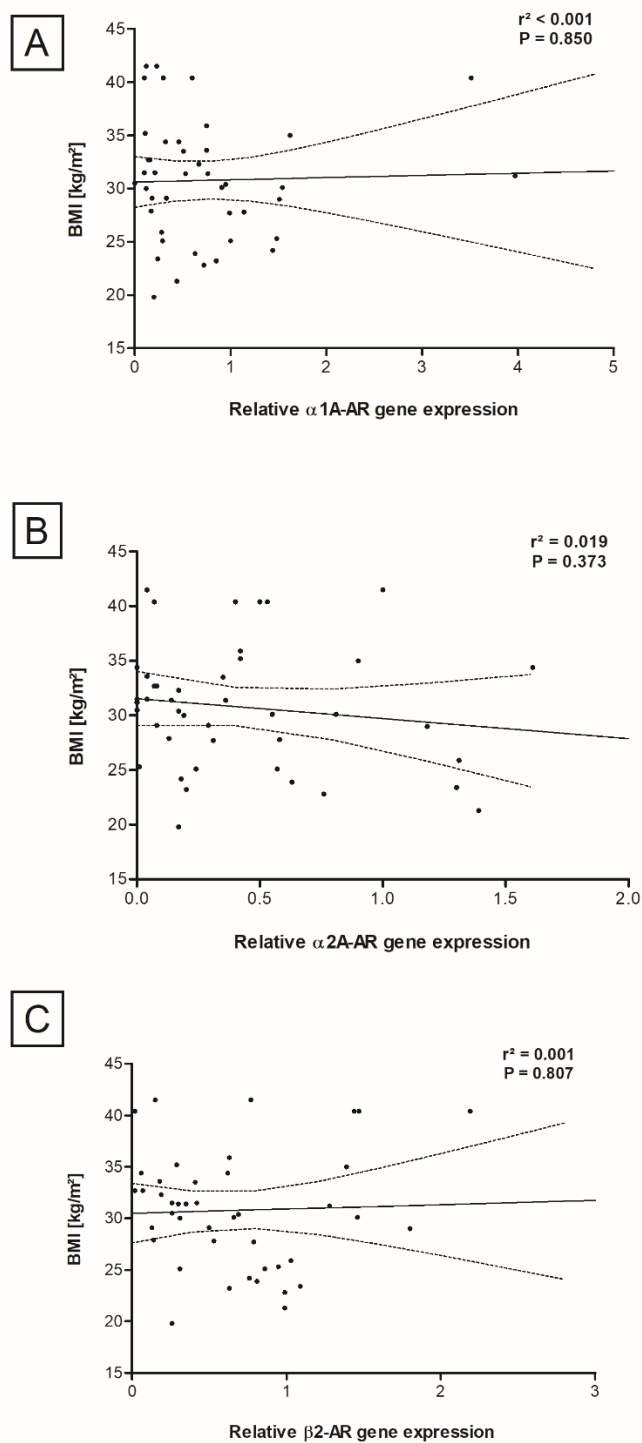 A
r² < 0.001
P = 0.850
45
40
35
30
25
20
15
BMI [kg/m²]
0 1 2 3 4 5
Relative α1A-AR gene expression
B
r² = 0.019
P = 0.373
45
40
35
30
25
20
15
BMI [kg/m²]
0.0 0.5 1.0 1.5 2.0
Relative α2A-AR gene expression
C
r² = 0.001
P = 0.807
45
40
35
30
25
20
15
BMI [kg/m²]
0 1 2 3
Relative β2-AR gene expression